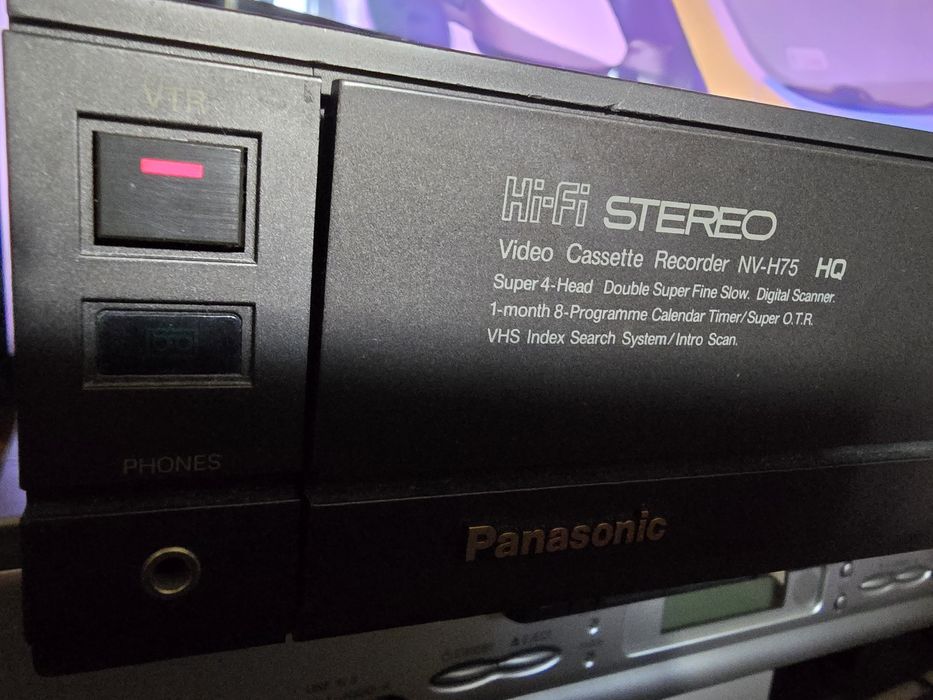 VTR
Hi-Fi STEREO
Video Cassette Recorder NV-H75 HQ
Super 4-Head Double Super Fine Slow. Digital Scanner.
1-month 8-Programme Calendar Timer/Super O.T.R.
VHS Index Search System/Intro Scan.
PHONES
Panasonic
EJECT